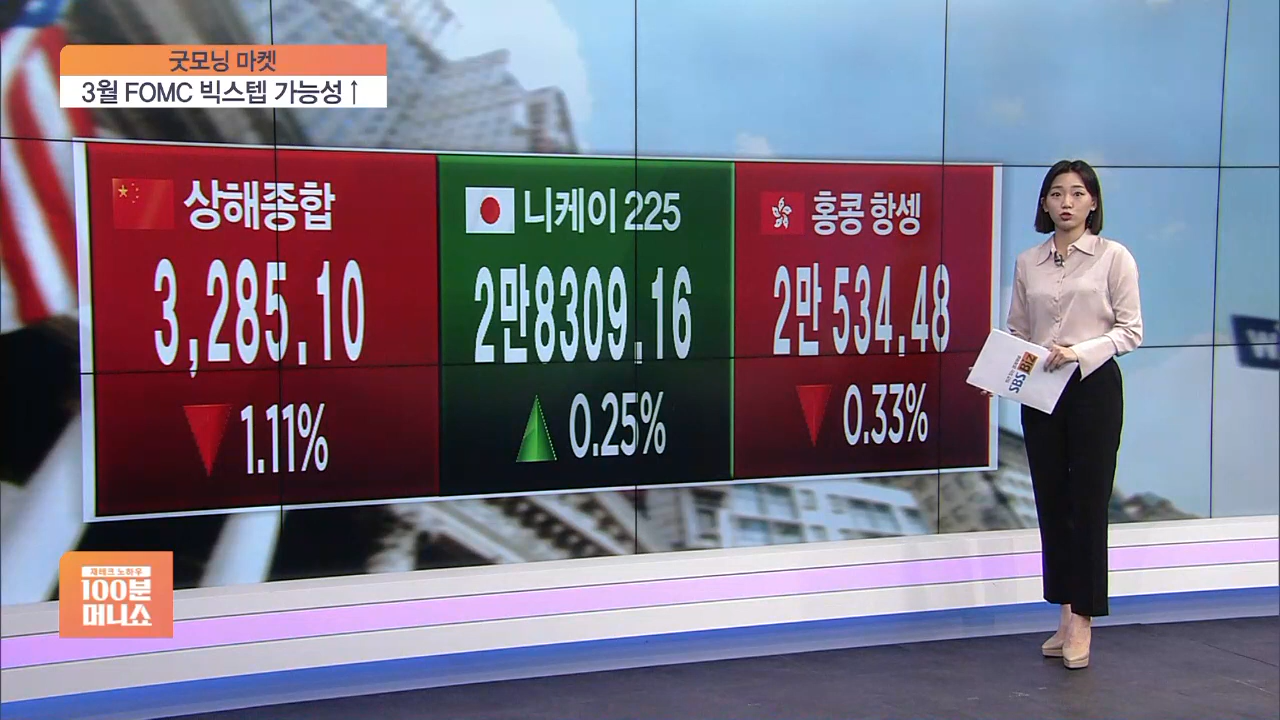 굿모닝 마켓
3월 FOMC 빅스텝 가능성↑
상해종합
3,285.10
▼ 1.11%
니케이 225
2만8309.16
▲ 0.25%
홍콩 항셍
2만 534.48
▼ 0.33%
SBS Biz
재테크 노하우
100분
머니쇼